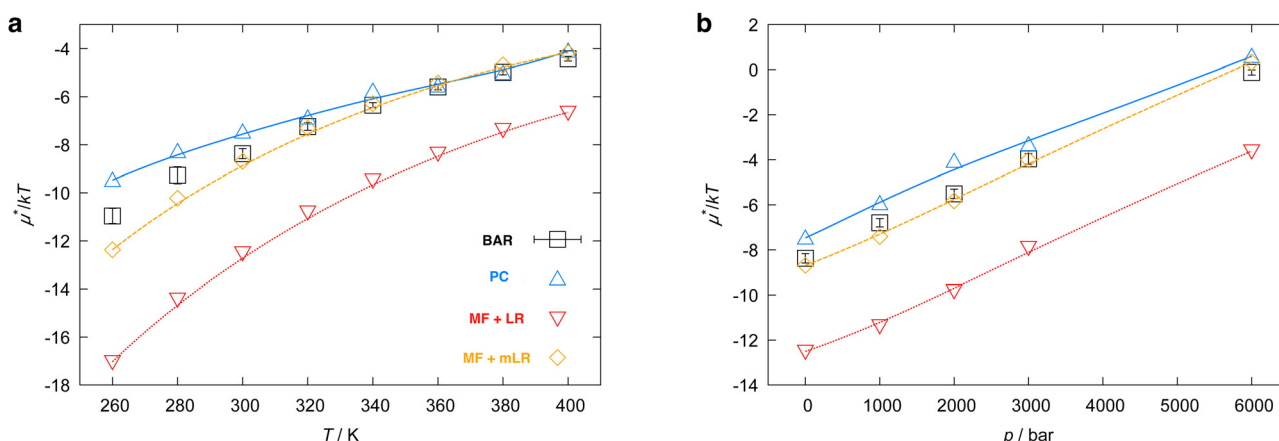 a
-4
-6
-8
-10
-12
-14
-16
-18
μ*/kT
260 280 300 320 340 360 380 400
T / K
BAR
PC
MF + LR
MF + mLR
b
2
0
-2
-4
-6
-8
-10
-12
-14
μ*/kT
0 1000 2000 3000 4000 5000 6000
p / bar